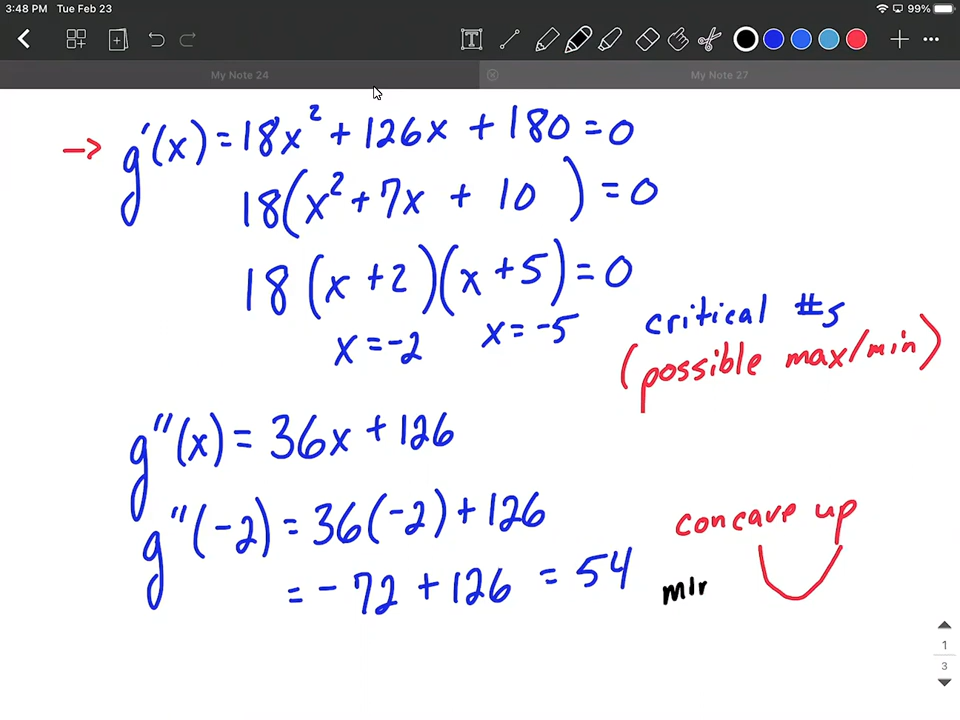 3:48 PM Tue Feb 23
99%
My Note 24
My Note 27
-> g'(x) = 18x² + 126x + 180 = 0
18(x² + 7x + 10 ) = 0
18 (x + 2)(x + 5) = 0
x = -2 x = -5
critical #s
(possible max/min)
g"(x) = 36x + 126
g"(-2) = 36(-2) + 126
concave up
= - 72 + 126 = 54
1
3